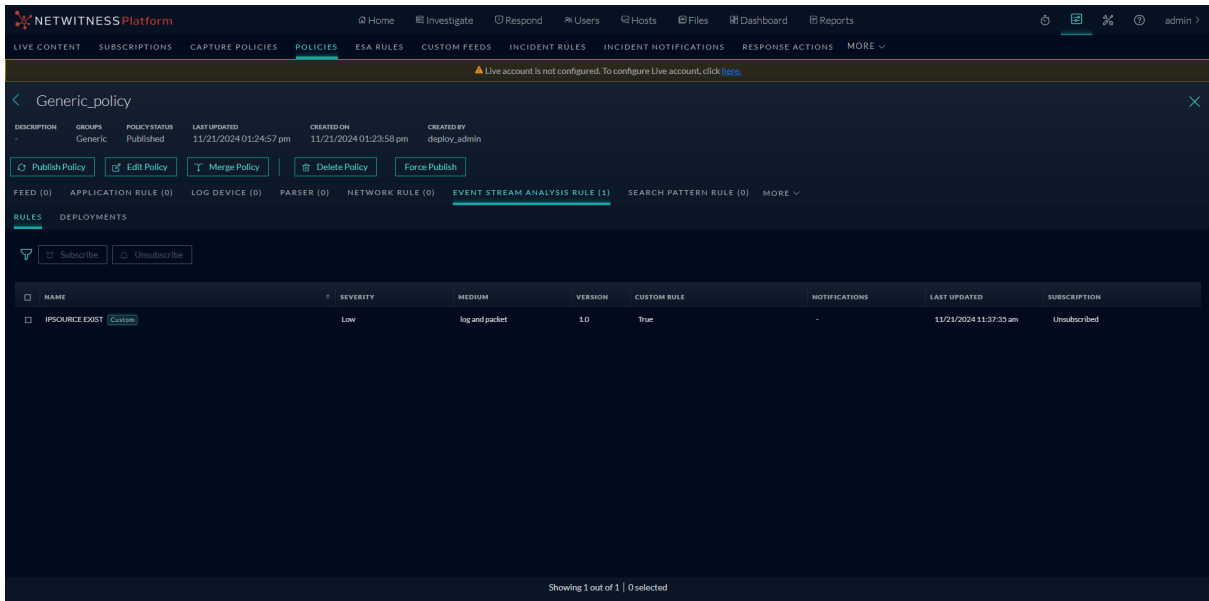 NETWITNESS Platform Home Investigate Respond Users Hosts Files Dashboard Reports admin >
LIVE CONTENT SUBSCRIPTIONS CAPTURE POLICIES POLICIES ESA RULES CUSTOM FEEDS INCIDENT RULES INCIDENT NOTIFICATIONS RESPONSE ACTIONS MORE
Live account is not configured. To configure Live account, click here.
Generic_policy
DESCRIPTION GROUPS POLICY STATUS LAST UPDATED CREATED ON CREATED BY
- Generic Published 11/21/2024 01:24:57 pm 11/21/2024 01:23:58 pm deploy_admin
Publish Policy Edit Policy Merge Policy Delete Policy Force Publish
FEED (0) APPLICATION RULE (0) LOG DEVICE (0) PARSER (0) NETWORK RULE (0) EVENT STREAM ANALYSIS RULE (1) SEARCH PATTERN RULE (0) MORE
RULES DEPLOYMENTS
Subscribe Unsubscribe
NAME SEVERITY MEDIUM VERSION CUSTOM RULE NOTIFICATIONS LAST UPDATED SUBSCRIPTION
IPSOURCE EXIST Custom Low log and packet 1.0 True - 11/21/2024 11:37:35 am Unsubscribed
Showing 1 out of 1 | 0 selected